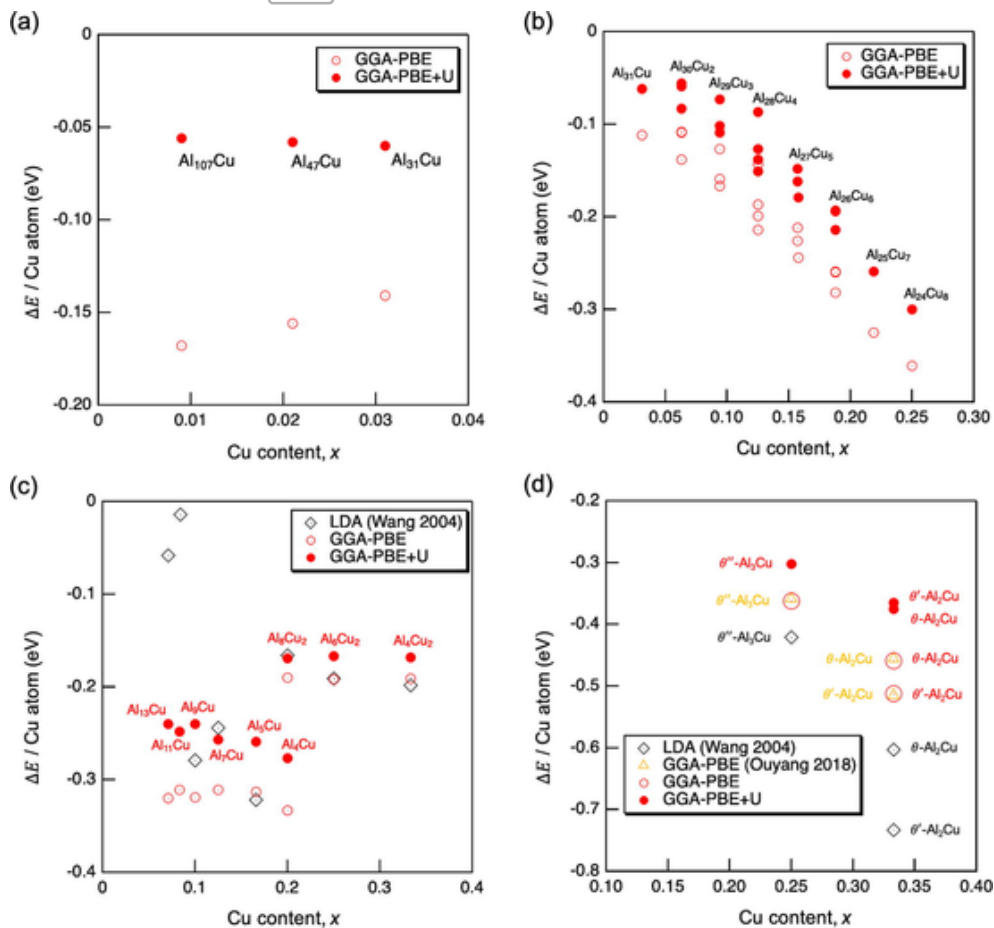 (a)
0
-0.05
-0.10
-0.15
-0.20
ΔE / Cu atom (eV)
GGA-PBE
GGA-PBE+U
Al₁₀₇Cu
Al₄₇Cu
Al₃₁Cu
0
0.01
0.02
0.03
0.04
Cu content, x
(b)
0
-0.1
-0.2
-0.3
-0.4
ΔE / Cu atom (eV)
GGA-PBE
GGA-PBE+U
Al₃₁Cu
Al₃₀Cu₂
Al₂₉Cu₃
Al₂₈Cu₄
Al₂₇Cu₅
Al₂₆Cu₆
Al₂₅Cu₇
Al₂₄Cu₈
0
0.05
0.10
0.15
0.20
0.25
0.30
Cu content, x
(c)
0
-0.1
-0.2
-0.3
-0.4
ΔE / Cu atom (eV)
LDA (Wang 2004)
GGA-PBE
GGA-PBE+U
Al₈Cu₂
Al₆Cu₂
Al₄Cu₂
Al₁₃Cu
Al₉Cu
Al₁₁Cu
Al₇Cu
Al₅Cu
Al₄Cu
0
0.1
0.2
0.3
0.4
Cu content, x
(d)
-0.2
-0.3
-0.4
-0.5
-0.6
-0.7
-0.8
ΔE / Cu atom (eV)
θ″-Al₃Cu
θ″-Al₃Cu
θ″-Al₃Cu
θ′-Al₂Cu
θ-Al₂Cu
θ-Al₂Cu
θ-Al₂Cu
θ′-Al₂Cu
θ′-Al₂Cu
θ-Al₂Cu
θ′-Al₂Cu
LDA (Wang 2004)
GGA-PBE (Ouyang 2018)
GGA-PBE
GGA-PBE+U
0.10
0.15
0.20
0.25
0.30
0.35
0.40
Cu content, x